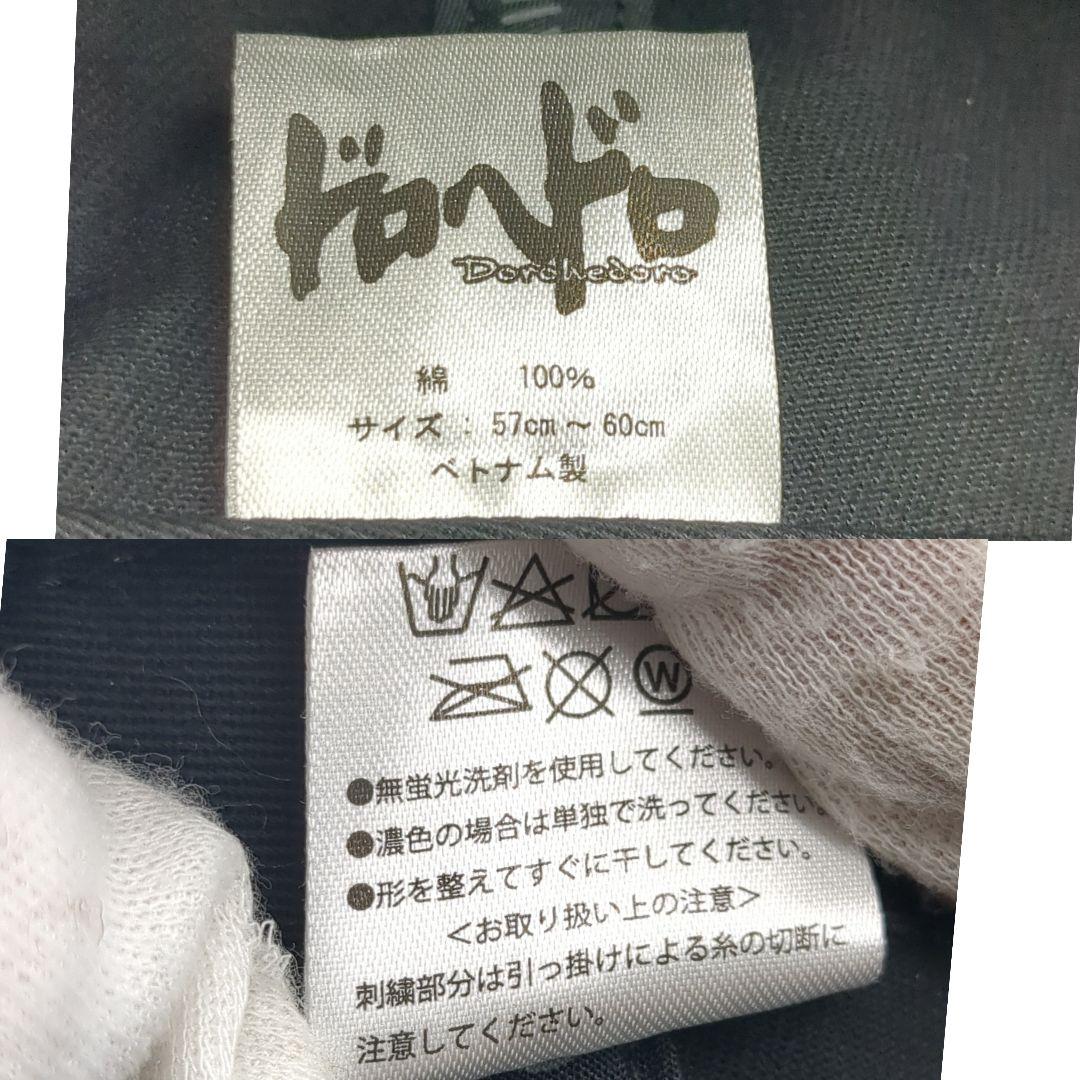 ドロヘドロ
Dorohedoro
綿 100%
サイズ : 57cm ～ 60cm
ベトナム製
W
●無蛍光洗剤を使用してください。
●濃色の場合は単独で洗ってください。
●形を整えてすぐに干してください。
＜お取り扱い上の注意＞
刺繍部分は引っ掛けによる糸の切断に
注意してください。